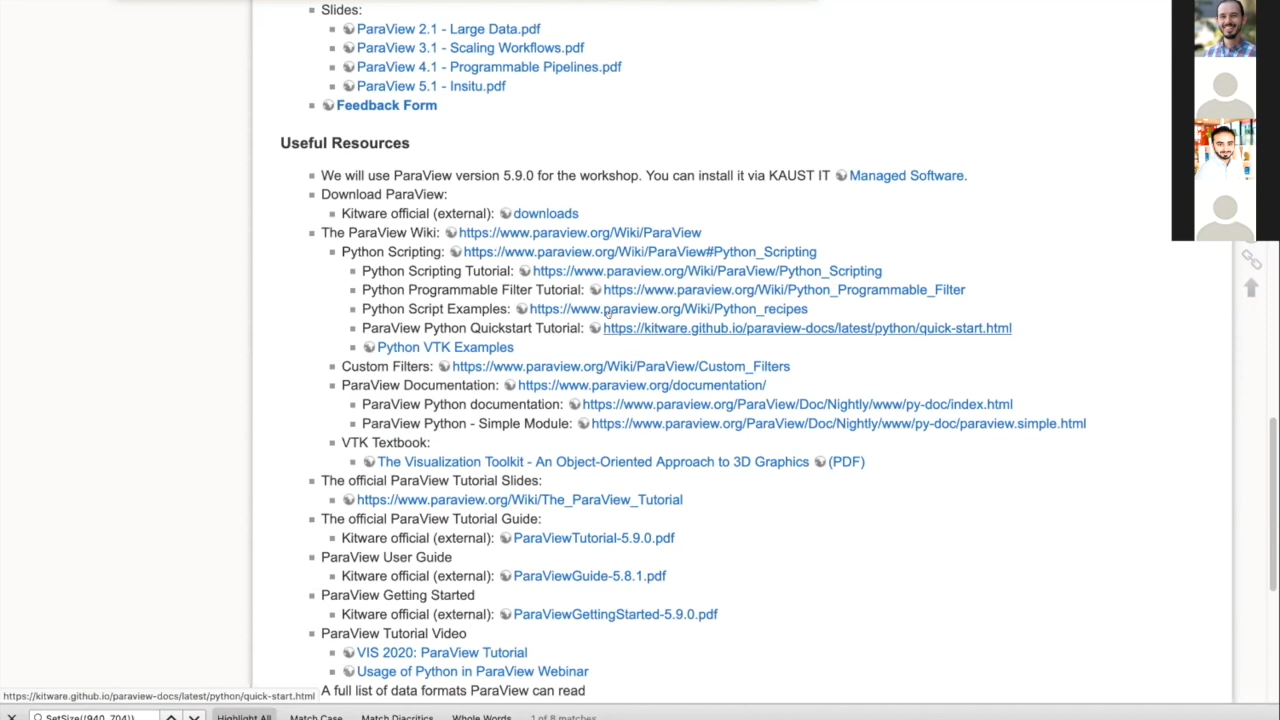 Slides:
ParaView 2.1 - Large Data.pdf
ParaView 3.1 - Scaling Workflows.pdf
ParaView 4.1 - Programmable Pipelines.pdf
ParaView 5.1 - Insitu.pdf
Feedback Form
Useful Resources
We will use ParaView version 5.9.0 for the workshop. You can install it via KAUST IT Managed Software.
Download ParaView:
Kitware official (external): downloads
The ParaView Wiki: https://www.paraview.org/Wiki/ParaView
Python Scripting: https://www.paraview.org/Wiki/ParaView#Python_Scripting
Python Scripting Tutorial: https://www.paraview.org/Wiki/ParaView/Python_Scripting
Python Programmable Filter Tutorial: https://www.paraview.org/Wiki/Python_Programmable_Filter
Python Script Examples: https://www.paraview.org/Wiki/Python_recipes
ParaView Python Quickstart Tutorial: https://kitware.github.io/paraview-docs/latest/python/quick-start.html
Python VTK Examples
Custom Filters: https://www.paraview.org/Wiki/ParaView/Custom_Filters
ParaView Documentation: https://www.paraview.org/documentation/
ParaView Python documentation: https://www.paraview.org/ParaView/Doc/Nightly/www/py-doc/index.html
ParaView Python - Simple Module: https://www.paraview.org/ParaView/Doc/Nightly/www/py-doc/paraview.simple.html
VTK Textbook:
The Visualization Toolkit - An Object-Oriented Approach to 3D Graphics (PDF)
The official ParaView Tutorial Slides:
https://www.paraview.org/Wiki/The_ParaView_Tutorial
The official ParaView Tutorial Guide:
Kitware official (external): ParaViewTutorial-5.9.0.pdf
ParaView User Guide
Kitware official (external): ParaViewGuide-5.8.1.pdf
ParaView Getting Started
Kitware official (external): ParaViewGettingStarted-5.9.0.pdf
ParaView Tutorial Video
VIS 2020: ParaView Tutorial
Usage of Python in ParaView Webinar
A full list of data formats ParaView can read
https://kitware.github.io/paraview-docs/latest/python/quick-start.html
SetSize((940, 704)) Highlight All Match Case Match Diacritics Whole Words 1 of 8 matches